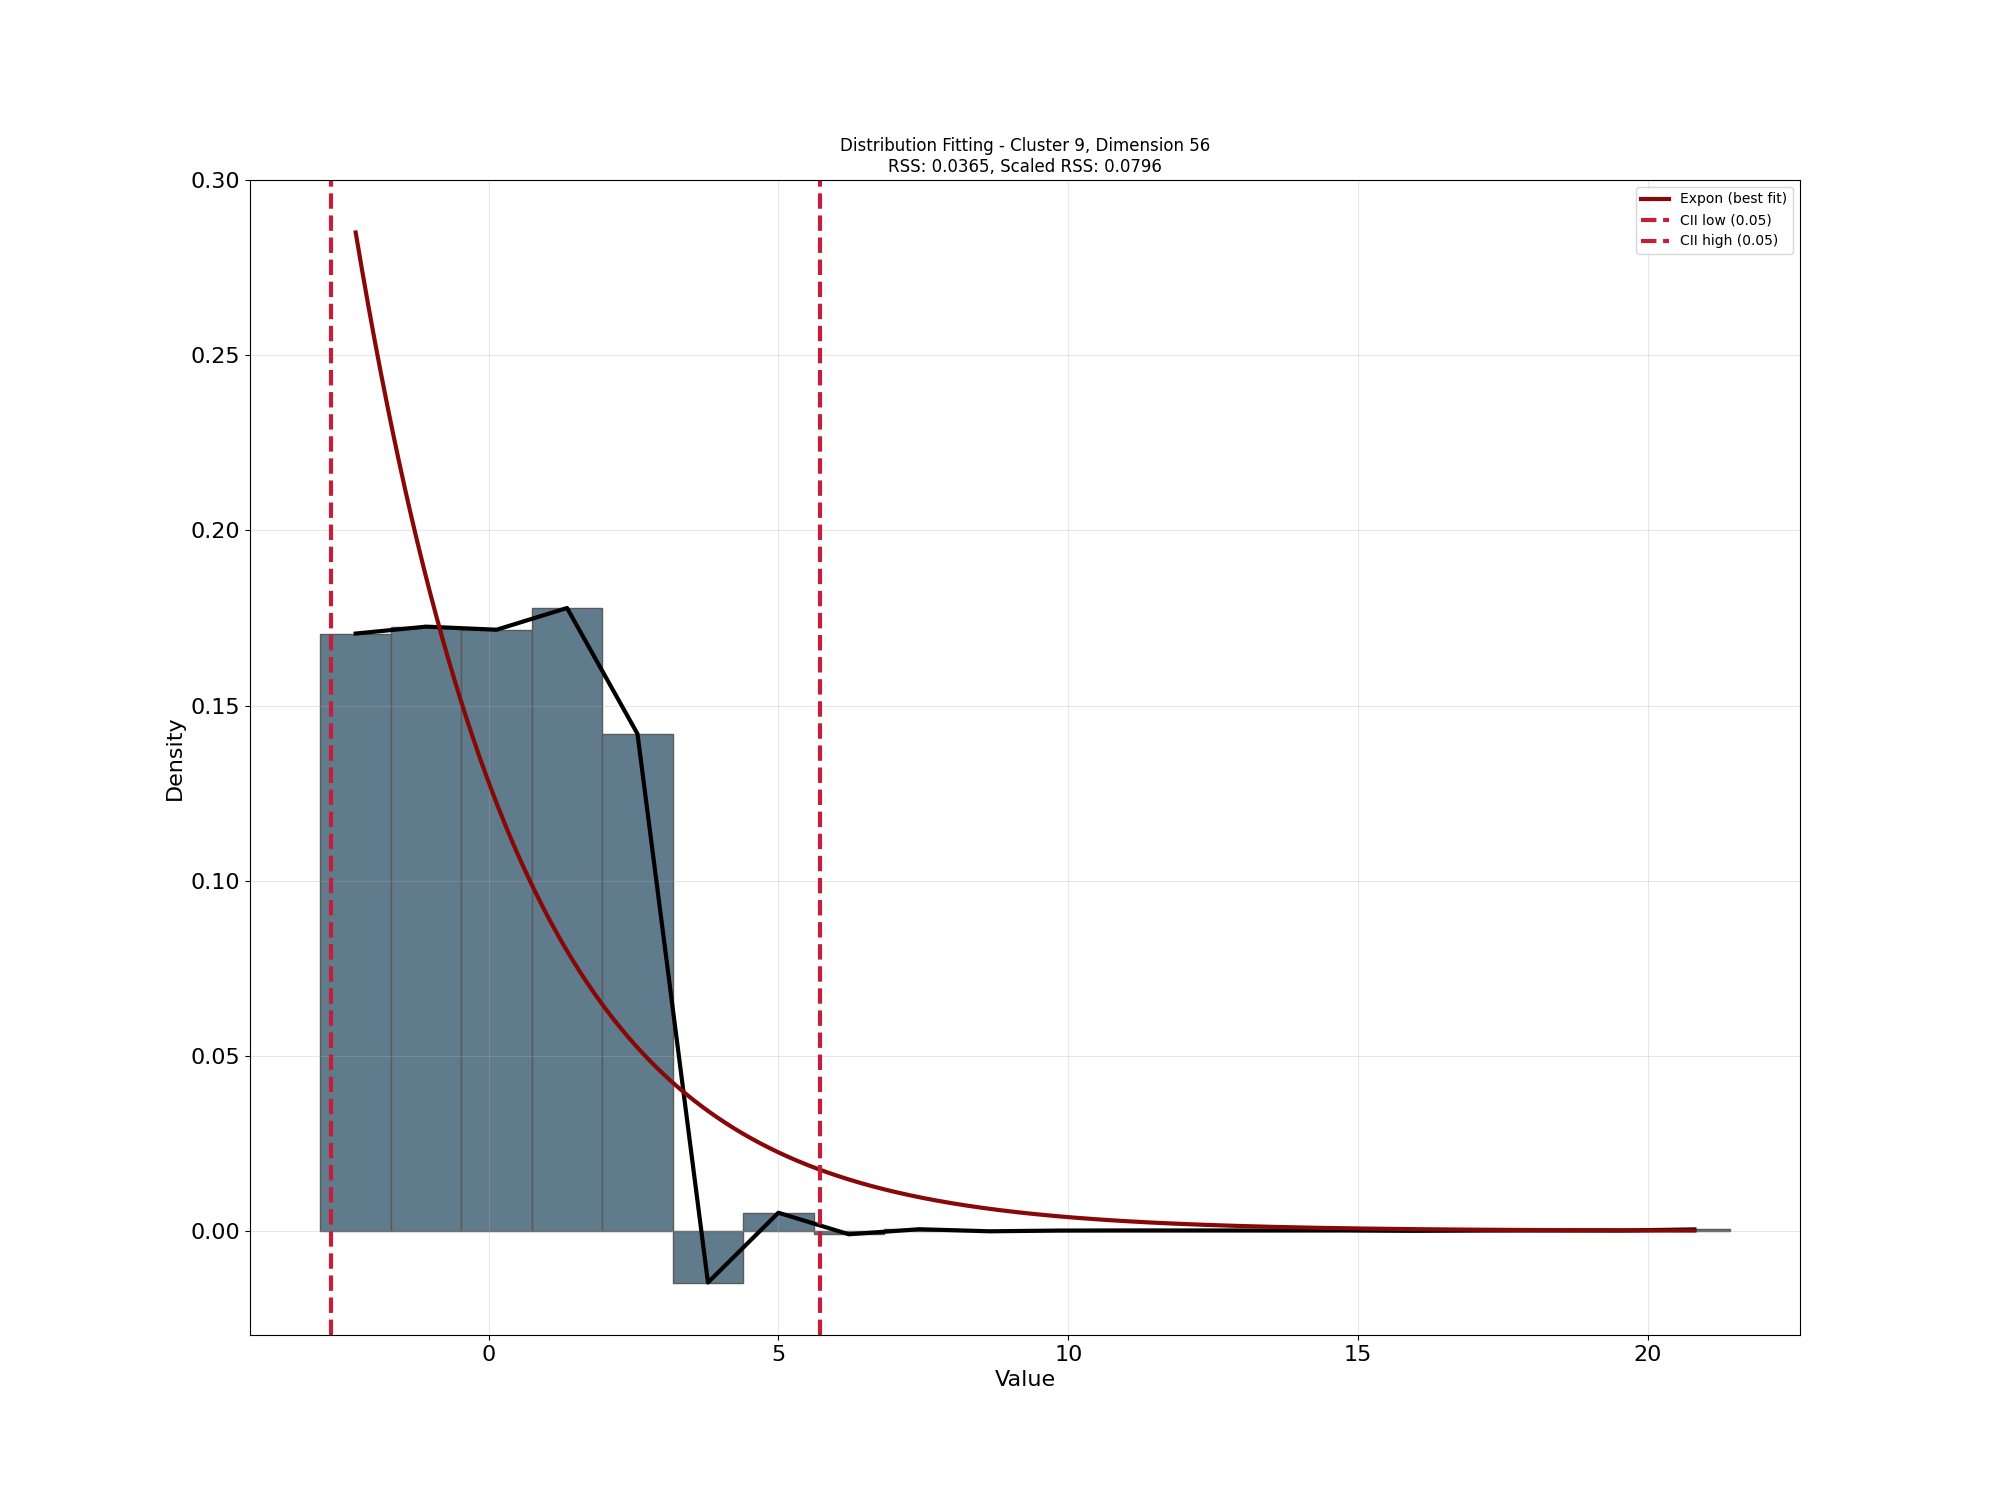 Distribution Fitting - Cluster 9, Dimension 56
RSS: 0.0365, Scaled RSS: 0.0796
Expon (best fit)
CII low (0.05)
CII high (0.05)
0.30
0.25
0.20
0.15
0.10
0.05
0.00
Density
0 5 10 15 20
Value